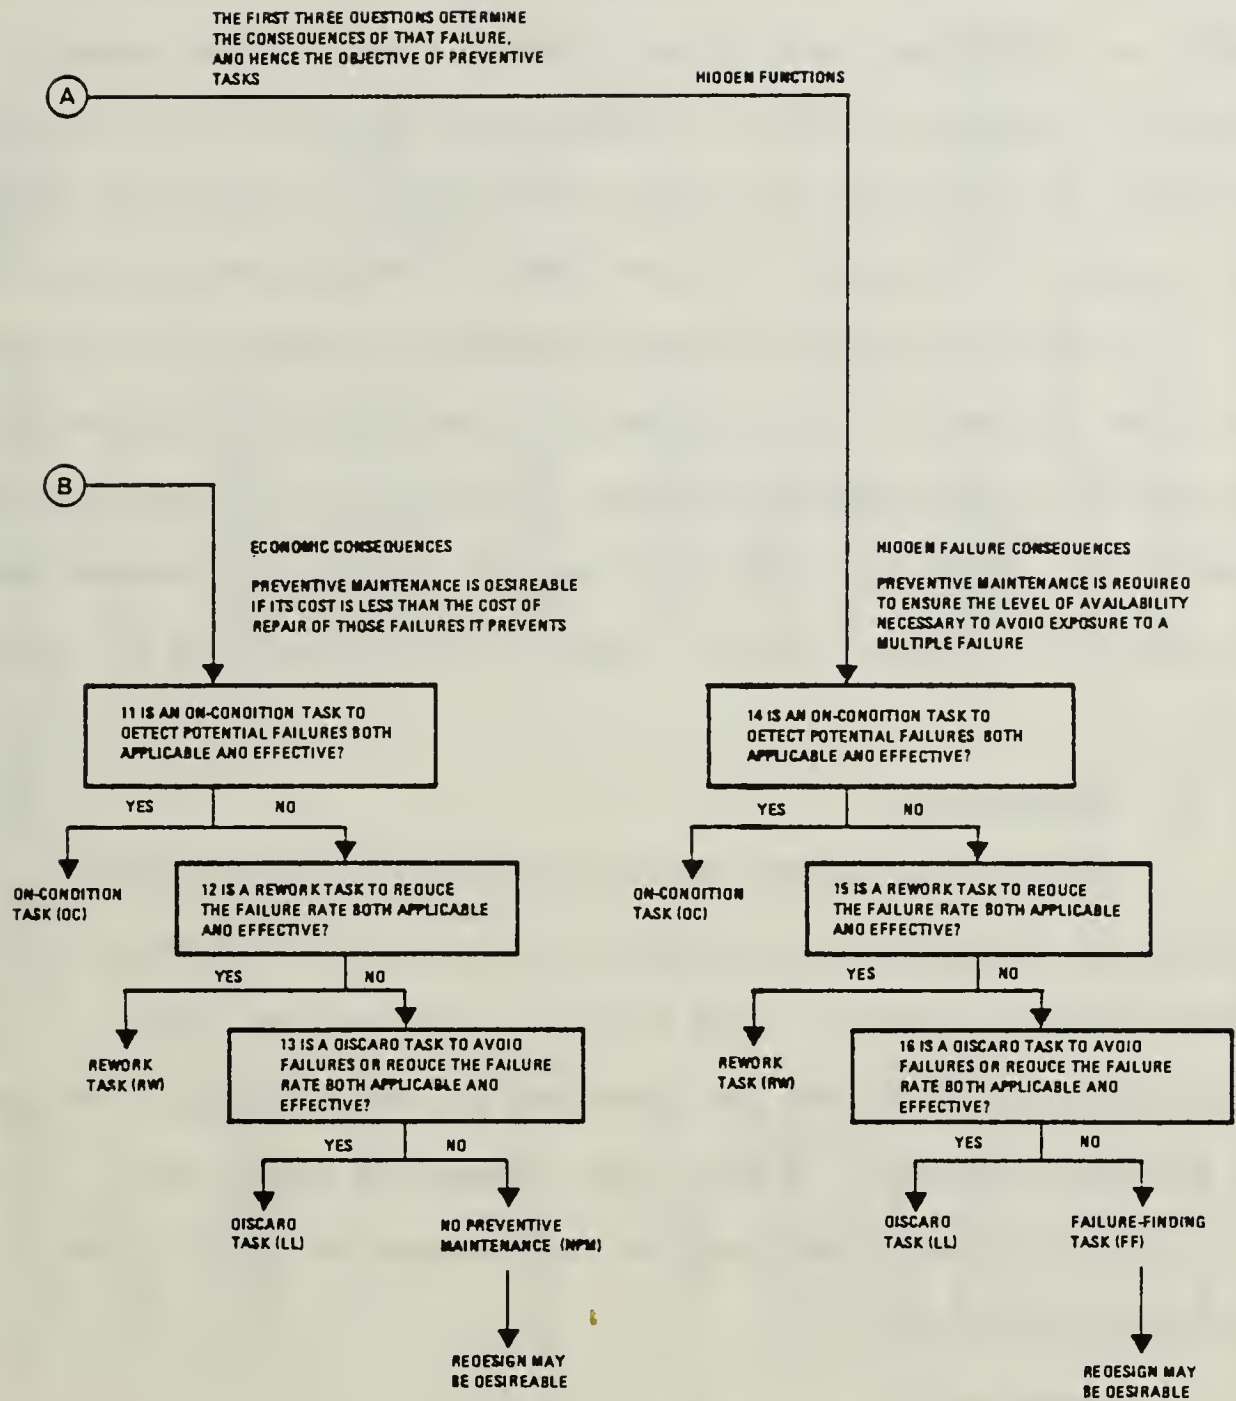 THE FIRST THREE QUESTIONS DETERMINE
THE CONSEQUENCES OF THAT FAILURE,
AND HENCE THE OBJECTIVE OF PREVENTIVE
TASKS
HIDDEN FUNCTIONS
A
B
ECONOMIC CONSEQUENCES
PREVENTIVE MAINTENANCE IS DESIREABLE
IF ITS COST IS LESS THAN THE COST OF
REPAIR OF THOSE FAILURES IT PREVENTS
HIDDEN FAILURE CONSEQUENCES
PREVENTIVE MAINTENANCE IS REQUIRED
TO ENSURE THE LEVEL OF AVAILABILITY
NECESSARY TO AVOID EXPOSURE TO A
MULTIPLE FAILURE
11 IS AN ON-CONDITION TASK TO
DETECT POTENTIAL FAILURES BOTH
APPLICABLE AND EFFECTIVE?
14 IS AN ON-CONDITION TASK TO
DETECT POTENTIAL FAILURES BOTH
APPLICABLE AND EFFECTIVE?
YES NO
YES NO
ON-CONDITION
TASK (OC)
12 IS A REWORK TASK TO REDUCE
THE FAILURE RATE BOTH APPLICABLE
AND EFFECTIVE?
ON-CONDITION
TASK (OC)
15 IS A REWORK TASK TO REDUCE
THE FAILURE RATE BOTH APPLICABLE
AND EFFECTIVE?
YES NO
YES NO
REWORK
TASK (RW)
13 IS A DISCARD TASK TO AVOID
FAILURES OR REDUCE THE FAILURE
RATE BOTH APPLICABLE AND
EFFECTIVE?
REWORK
TASK (RW)
16 IS A DISCARD TASK TO AVOID
FAILURES OR REDUCE THE FAILURE
RATE BOTH APPLICABLE AND
EFFECTIVE?
YES NO
YES NO
DISCARD
TASK (LL)
NO PREVENTIVE
MAINTENANCE (NPM)
DISCARD
TASK (LL)
FAILURE-FINDING
TASK (FF)
REDESIGN MAY
BE DESIREABLE
REDESIGN MAY
BE DESIRABLE